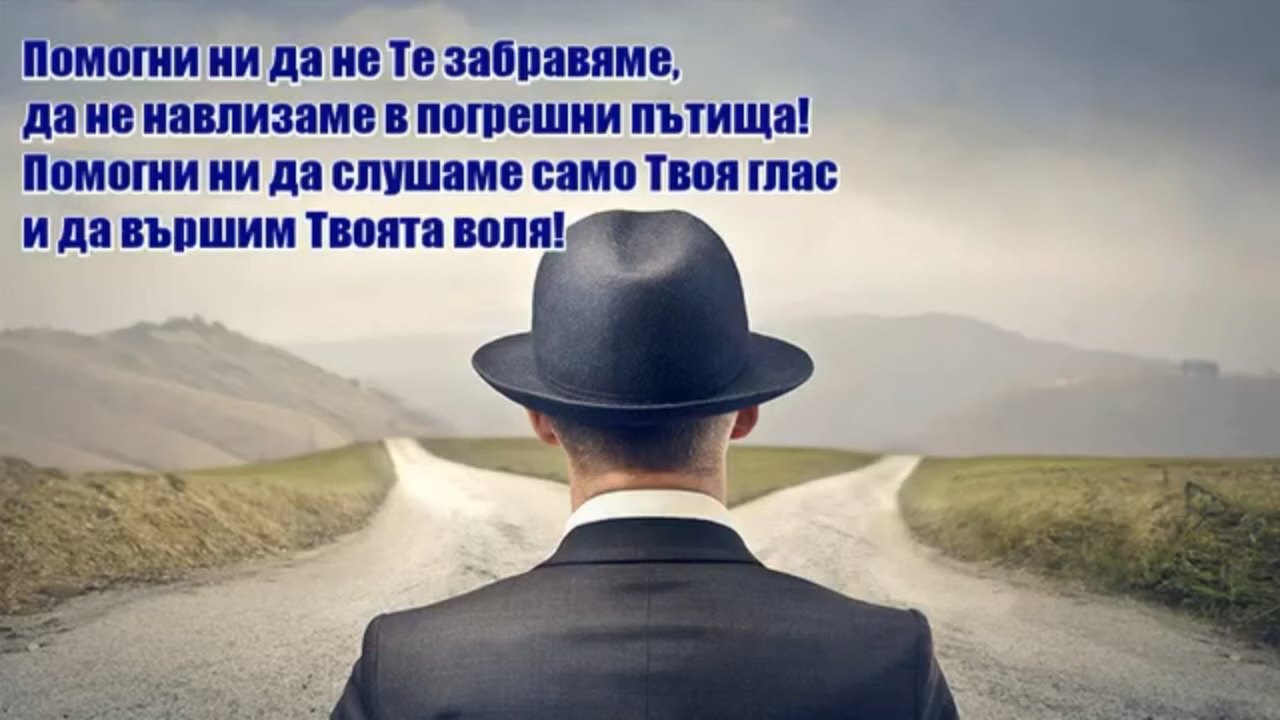 Помогни ни да не Те забравяме,
да не навлизаме в погрешни пътища!
Помогни ни да слушаме само Твоя глас
и да вършим Твоята воля!